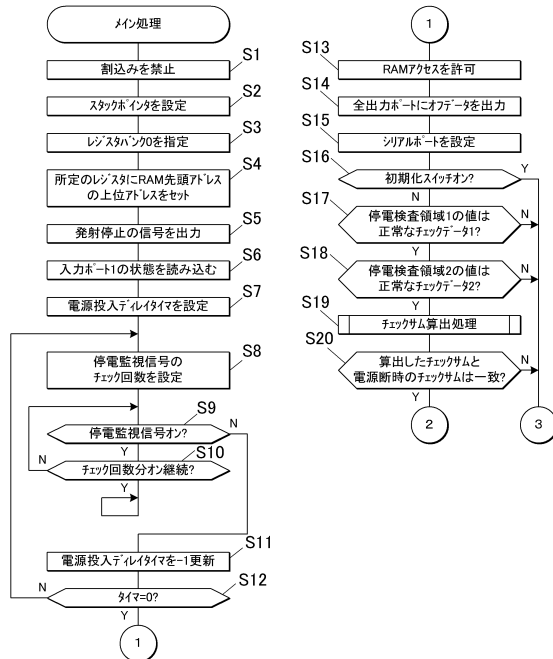 メイン処理
S1
割込みを禁止
S2
スタックポインタを設定
S3
レジスタバンク0を指定
S4
所定のレジスタにRAM先頭アドレス
の上位アドレスをセット
S5
発射停止の信号を出力
S6
入力ポート1の状態を読み込む
S7
電源投入ディレイタイマを設定
S8
停電監視信号の
チェック回数を設定
S9
停電監視信号オン?
N
Y
S10
チェック回数分オン継続?
N
Y
S11
電源投入ディレイタイマを-1更新
S12
タイマ=0?
N
Y
1
1
S13
RAMアクセスを許可
S14
全出力ポートにオフデータを出力
S15
シリアルポートを設定
S16
初期化スイッチオン?
Y
N
S17
停電検査領域1の値は
正常なチェックデータ1?
N
Y
S18
停電検査領域2の値は
正常なチェックデータ2?
N
Y
S19
チェックサム算出処理
S20
算出したチェックサムと
電源断時のチェックサムは一致?
N
Y
2
3